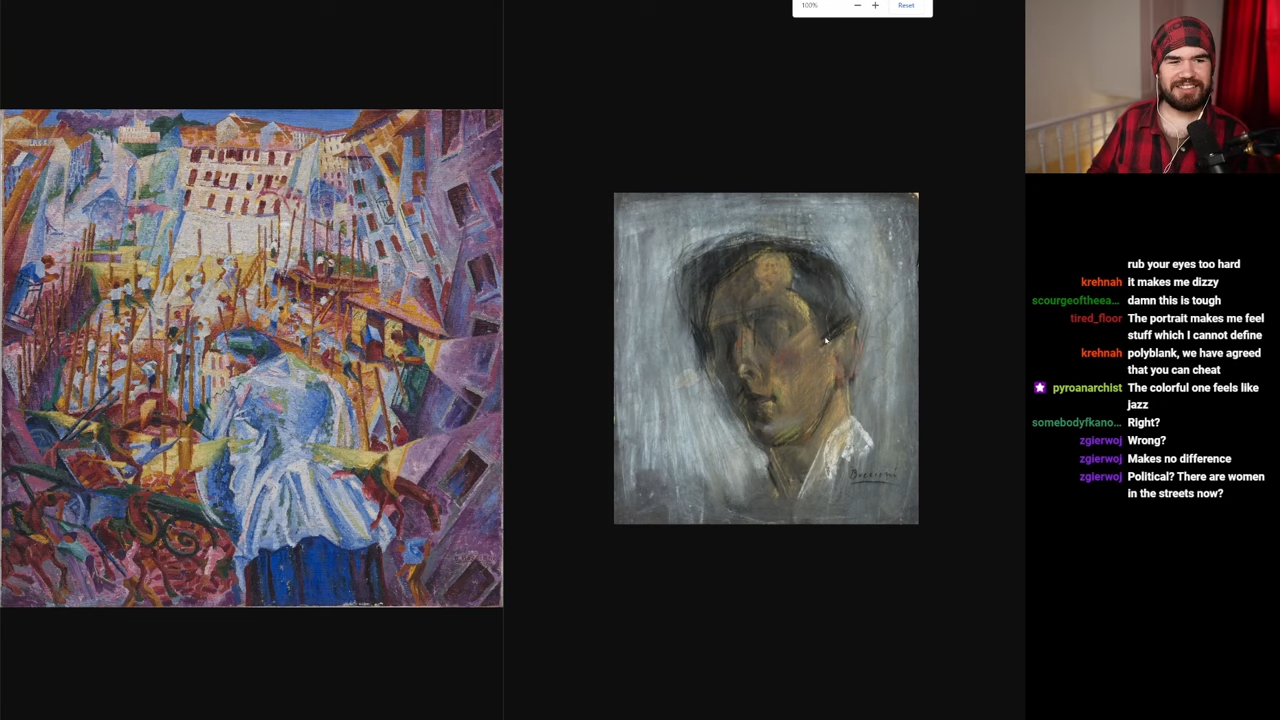 100%
−
+
Reset
rub your eyes too hard
krehnah it makes me dizzy
scourgeoftheea... damn this is tough
tired_floor The portrait makes me feel
stuff which I cannot define
krehnah polyblank, we have agreed
that you can cheat
pyroanarchist The colorful one feels like
jazz
somebodyfkano... Right?
zgierwoj Wrong?
zgierwoj Makes no difference
zgierwoj Political? There are women
in the streets now?
Boccioni